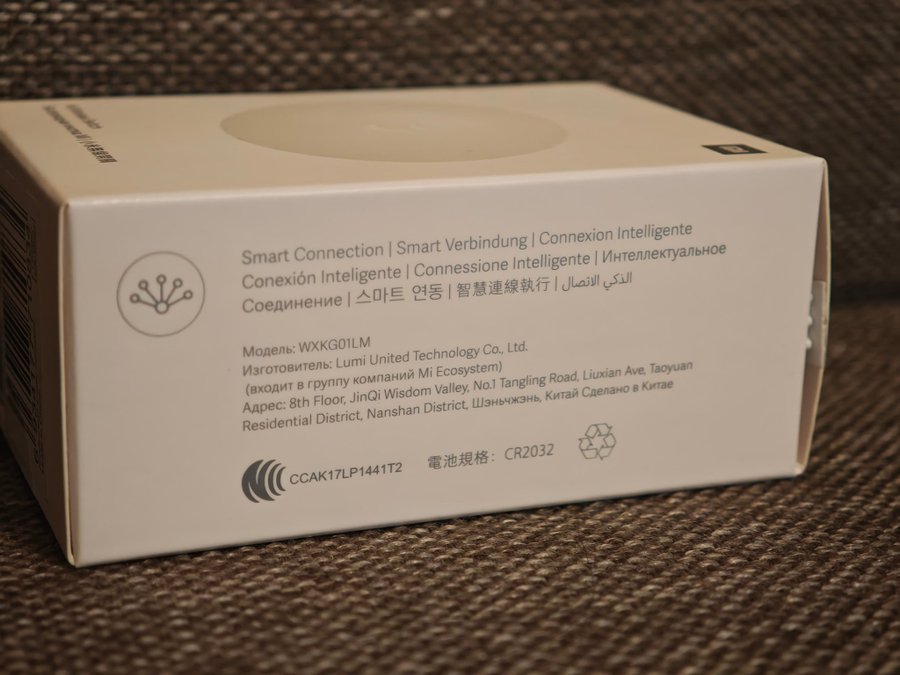 Smart Connection | Smart Verbindung | Connexion Intelligente
Conexión Inteligente | Connessione Intelligente | Интеллектуальное
Соединение | 스마트 연동 | 智慧連線執行 | الذكي الاتصال
Модель: WXKG01LM
Изготовитель: Lumi United Technology Co., Ltd.
(входит в группу компаний Mi Ecosystem)
Адрес: 8th Floor, JinQi Wisdom Valley, No.1 Tangling Road, Liuxian Ave, Taoyuan
Residential District, Nanshan District, Шэньчжэнь, Китай Сделано в Китае
CCAK17LP1441T2
電池規格: CR2032